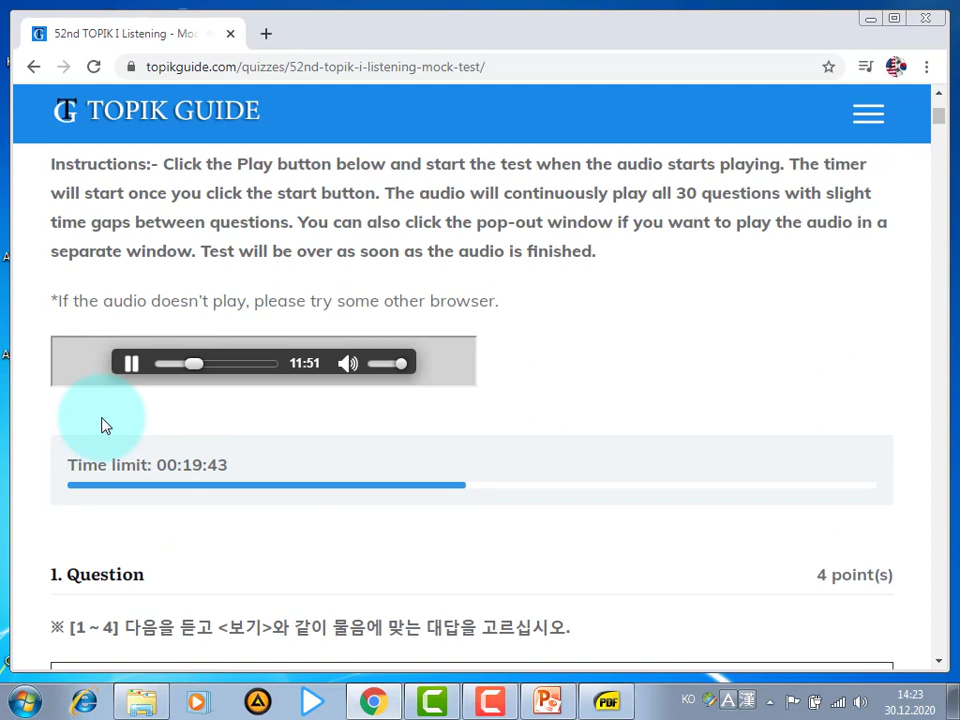 52nd TOPIK I Listening - Moc
topikguide.com/quizzes/52nd-topik-i-listening-mock-test/
TOPIK GUIDE
Instructions:- Click the Play button below and start the test when the audio starts playing. The timer
will start once you click the start button. The audio will continuously play all 30 questions with slight
time gaps between questions. You can also click the pop-out window if you want to play the audio in a
separate window. Test will be over as soon as the audio is finished.
*If the audio doesn't play, please try some other browser.
11:51
Time limit: 00:19:43
1. Question 4 point(s)
※ [1 ~ 4] 다음을 듣고 <보기>와 같이 물음에 맞는 대답을 고르십시오.
PDF
KO A 漢 14:23
30.12.2020